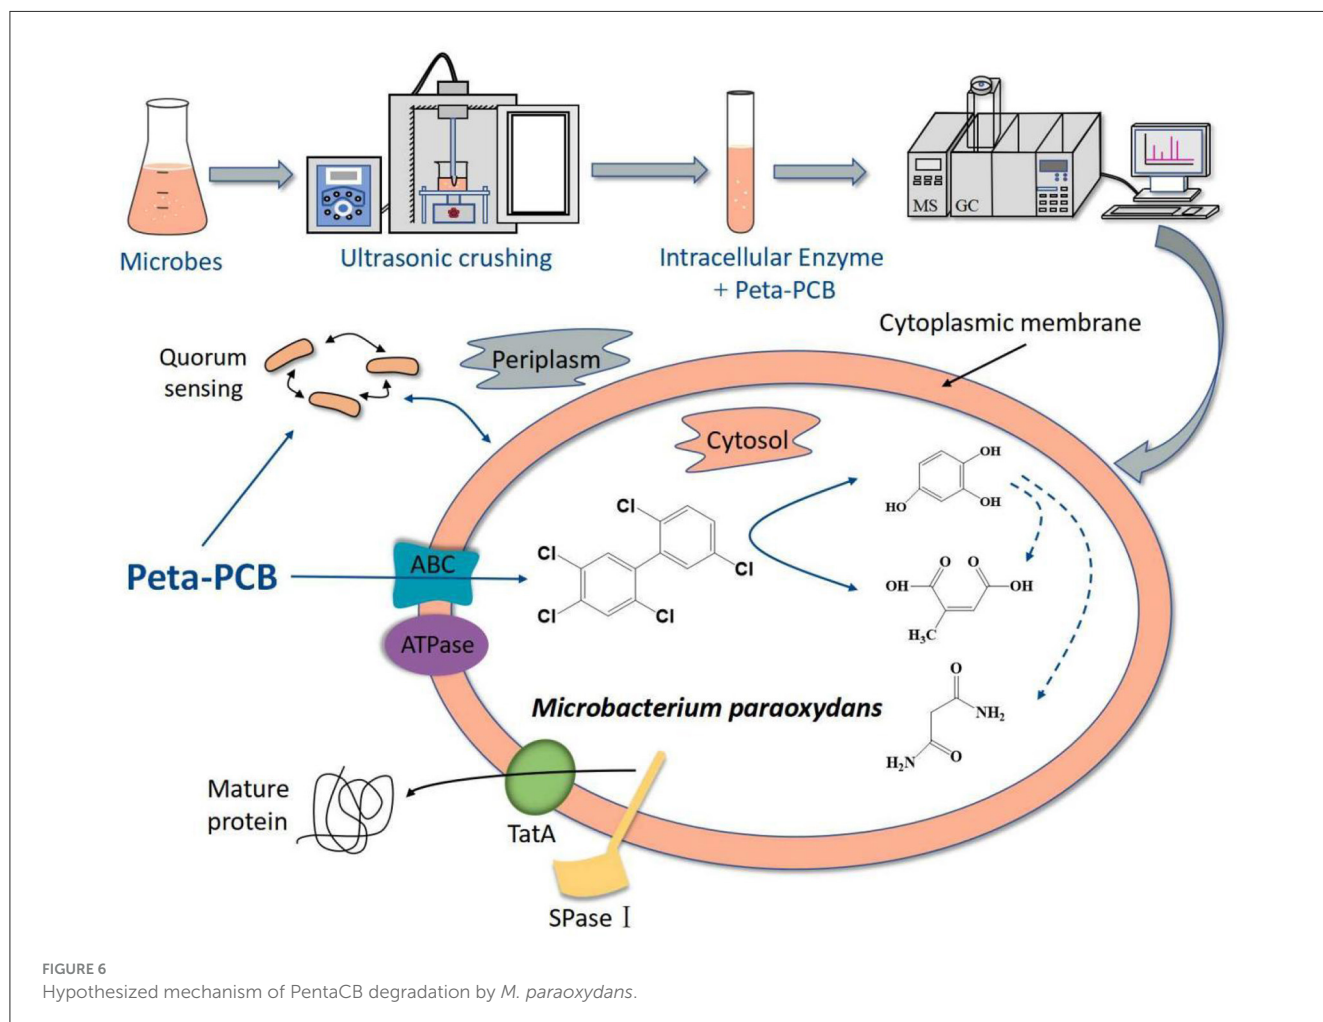 MS GC
Microbes
Ultrasonic crushing
Intracellular Enzyme
+ Peta-PCB
Cytoplasmic membrane
Quorum
sensing
Periplasm
Cytosol
OH
HO
OH
Cl
Cl
Cl
Cl
Cl
Peta-PCB
ABC
ATPase
O
O
OH
OH
H₃C
Microbacterium paraoxydans
O
NH₂
H₂N
O
Mature
protein
TatA
SPase I
FIGURE 6
Hypothesized mechanism of PentaCB degradation by M. paraoxydans.